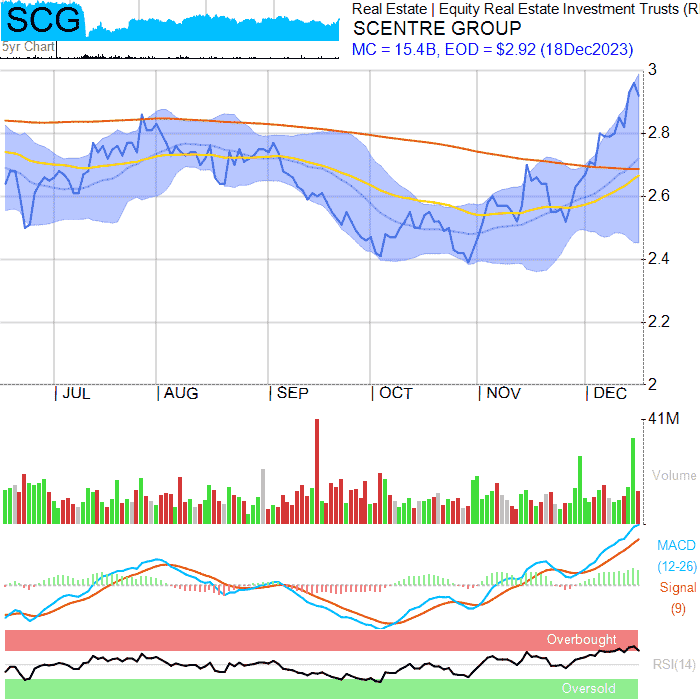 SCG
5yr Chart
Real Estate | Equity Real Estate Investment Trusts (R
SCENTRE GROUP
MC = 15.4B, EOD = $2.92 (18Dec2023)
3
2.8
2.6
2.4
2.2
2
| JUL | AUG | SEP | OCT | NOV | DEC
41M
Volume
MACD
(12-26)
Signal
(9)
Overbought
RSI(14)
Oversold